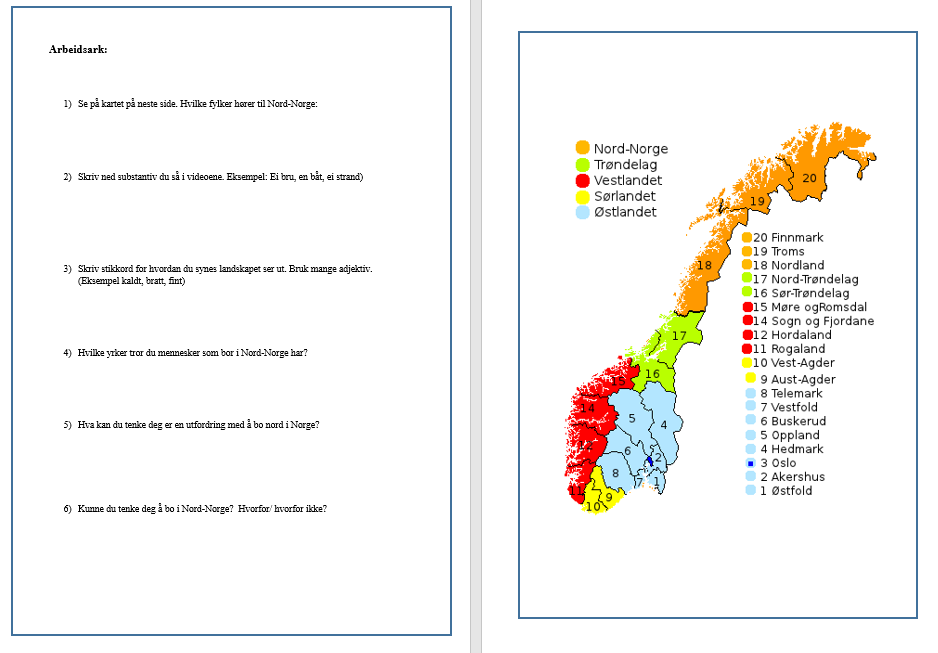 Arbeidsark:
1) Se på kartet på neste side. Hvilke fylker hører til Nord-Norge:
2) Skriv ned substantiv du så i videoene. Eksempel: Ei bru, en båt, ei strand)
3) Skriv stikkord for hvordan du synes landskapet ser ut. Bruk mange adjektiv.
(Eksempel kaldt, bratt, fint)
4) Hvilke yrker tror du mennesker som bor i Nord-Norge har?
5) Hva kan du tenke deg er en utfordring med å bo nord i Norge?
6) Kunne du tenke deg å bo i Nord-Norge? Hvorfor/ hvorfor ikke?
Nord-Norge
Trøndelag
Vestlandet
Sørlandet
Østlandet
20 Finnmark
19 Troms
18 Nordland
17 Nord-Trøndelag
16 Sør-Trøndelag
15 Møre ogRomsdal
14 Sogn og Fjordane
12 Hordaland
11 Rogaland
10 Vest-Agder
9 Aust-Agder
8 Telemark
7 Vestfold
6 Buskerud
5 Oppland
4 Hedmark
3 Oslo
2 Akershus
1 Østfold
20
19
18
17
16
15
14
5
4
6
2
8
7
1
11
9
10